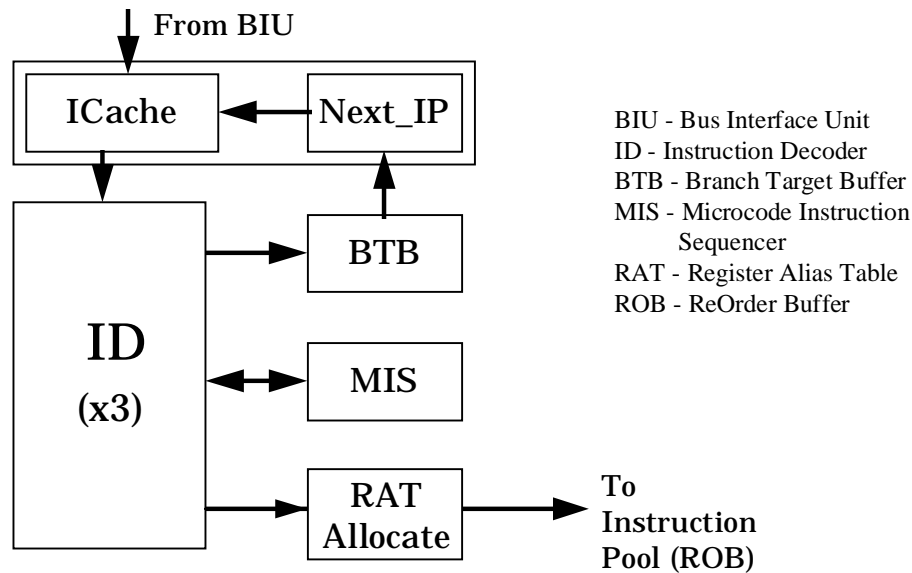 From BIU
ICache
Next_IP
BTB
ID
(x3)
MIS
RAT
Allocate
To
Instruction
Pool (ROB)
BIU - Bus Interface Unit
ID - Instruction Decoder
BTB - Branch Target Buffer
MIS - Microcode Instruction
Sequencer
RAT - Register Alias Table
ROB - ReOrder Buffer